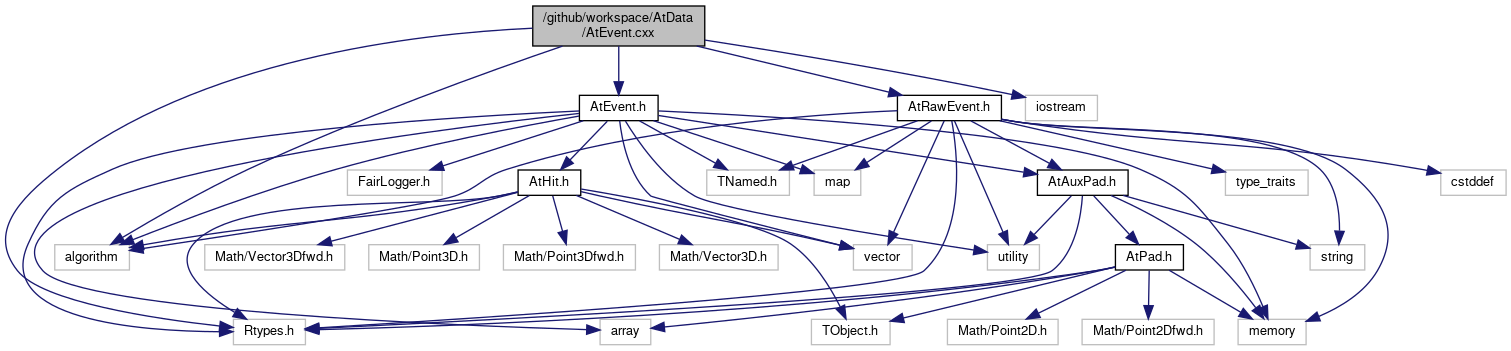 /github/workspace/AtData
/AtEvent.cxx
AtEvent.h
AtRawEvent.h
iostream
FairLogger.h
AtHit.h
TNamed.h
map
AtAuxPad.h
type_traits
cstddef
algorithm
Math/Vector3Dfwd.h
Math/Point3D.h
Math/Point3Dfwd.h
Math/Vector3D.h
vector
utility
AtPad.h
string
Rtypes.h
array
TObject.h
Math/Point2D.h
Math/Point2Dfwd.h
memory